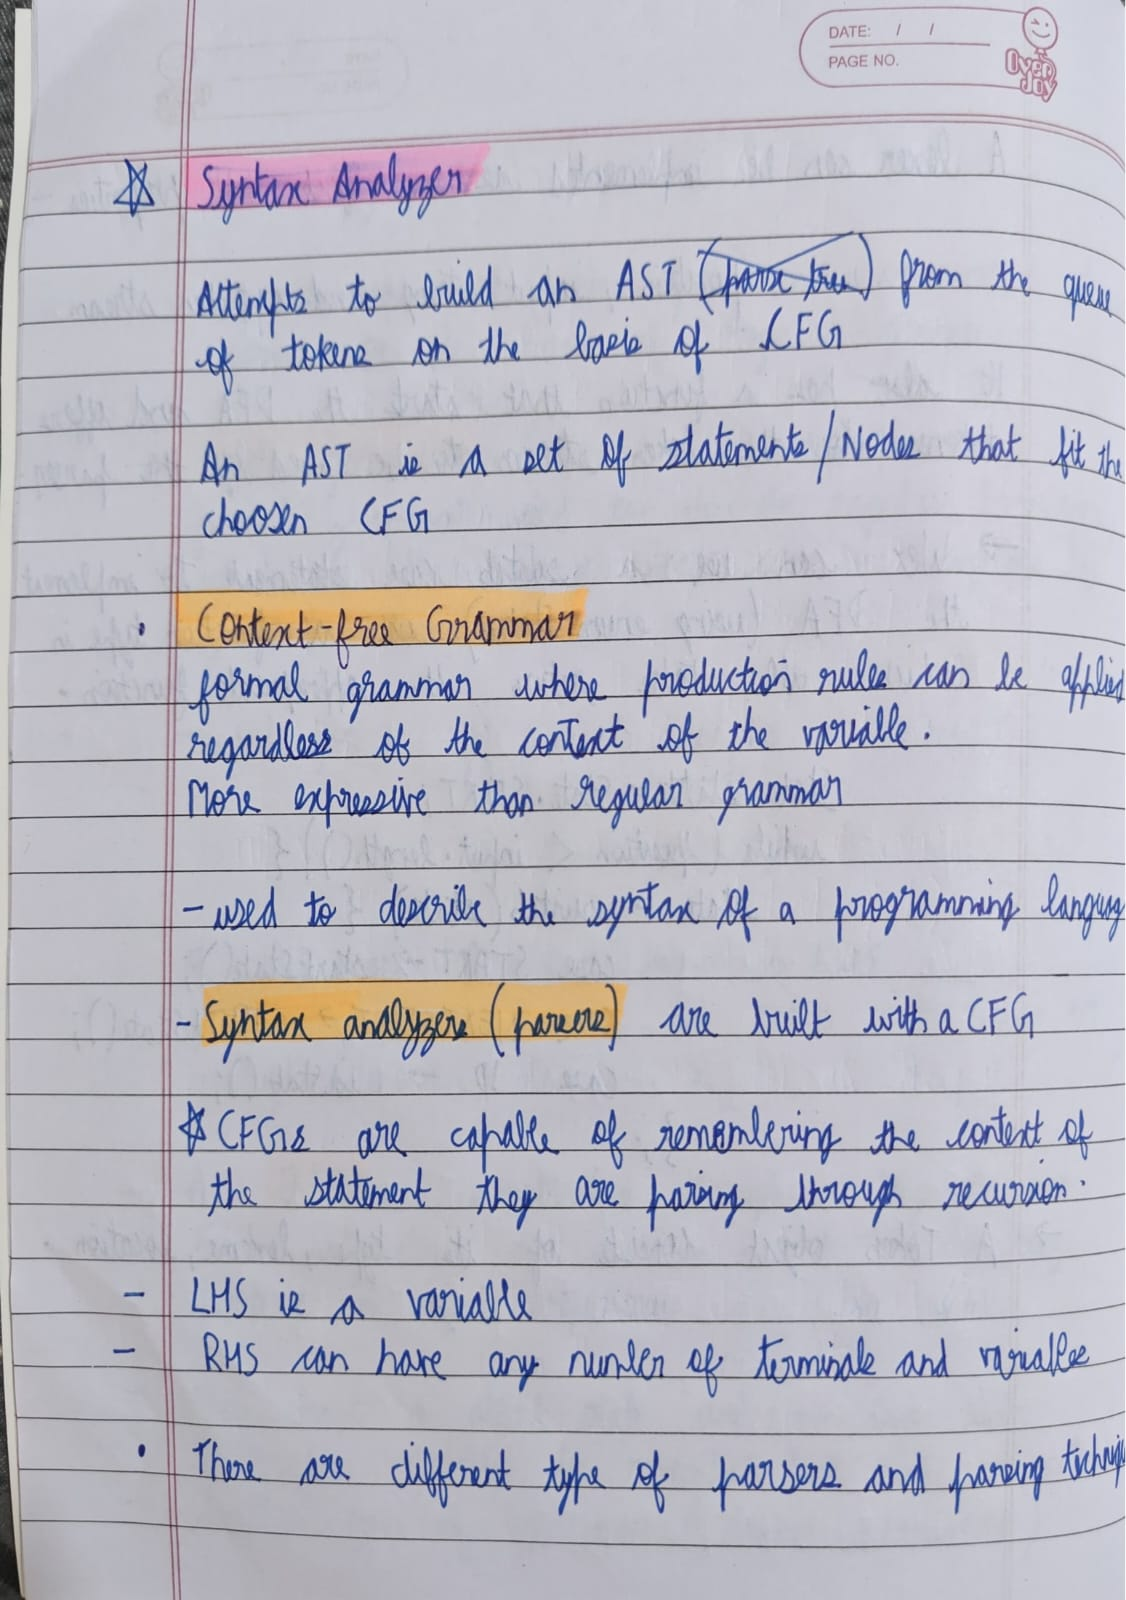 DATE: / /
PAGE NO.
Over Joy
☆ Syntax Analyzer
Attempts to build an AST (parse tree) from the queue
of tokens on the basis of CFG
An AST is a set of statements/Nodes that fit the
choosen CFG
• Context-free Grammar
formal grammar where production rules can be applied
regardless of the context of the variable.
More expressive than regular grammar
- used to describe the syntax of a programming languag
- Syntax analyzers (parsers) are built with a CFG
☆ CFGs are capable of remembering the context of
the statement they are parsing through recursion.
- LHS is a variable
- RHS can have any number of terminals and variables
• There are different type of parsers and parsing techniq